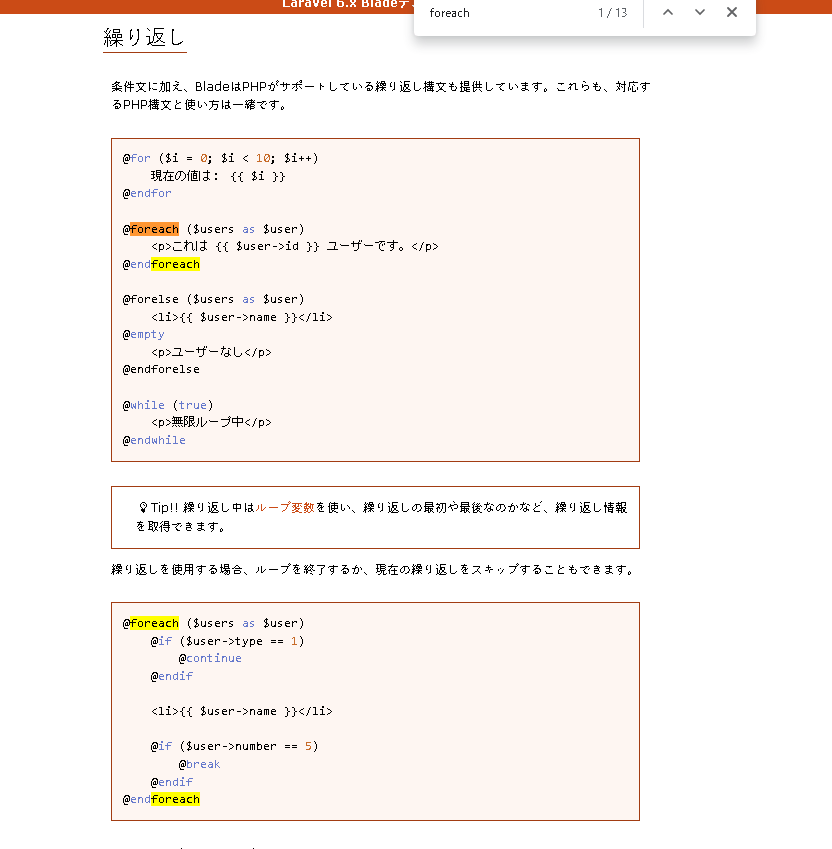 Laravel 6.x Bladeテ
foreach 1 / 13
繰り返し
条件文に加え、BladeはPHPがサポートしている繰り返し構文も提供しています。これらも、対応す
るPHP構文と使い方は一緒です。
@for ($i = 0; $i < 10; $i++)
    現在の値は: {{ $i }}
@endfor
@foreach ($users as $user)
    <p>これは {{ $user->id }} ユーザーです。</p>
@endforeach
@forelse ($users as $user)
    <li>{{ $user->name }}</li>
@empty
    <p>ユーザーなし</p>
@endforelse
@while (true)
    <p>無限ループ中</p>
@endwhile
Tip!! 繰り返し中はループ変数を使い、繰り返しの最初や最後なのかなど、繰り返し情報
を取得できます。
繰り返しを使用する場合、ループを終了するか、現在の繰り返しをスキップすることもできます。
@foreach ($users as $user)
    @if ($user->type == 1)
        @continue
    @endif
    <li>{{ $user->name }}</li>
    @if ($user->number == 5)
        @break
    @endif
@endforeach